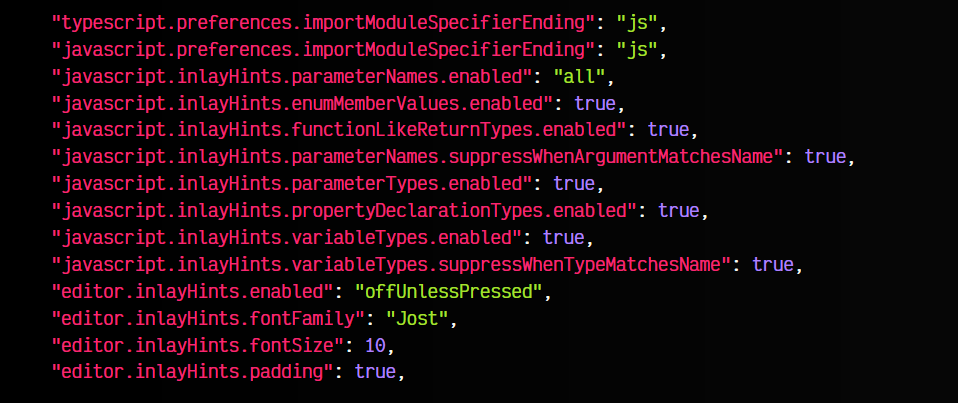 "typescript.preferences.importModuleSpecifierEnding": "js",
"javascript.preferences.importModuleSpecifierEnding": "js",
"javascript.inlayHints.parameterNames.enabled": "all",
"javascript.inlayHints.enumMemberValues.enabled": true,
"javascript.inlayHints.functionLikeReturnTypes.enabled": true,
"javascript.inlayHints.parameterNames.suppressWhenArgumentMatchesName": true,
"javascript.inlayHints.parameterTypes.enabled": true,
"javascript.inlayHints.propertyDeclarationTypes.enabled": true,
"javascript.inlayHints.variableTypes.enabled": true,
"javascript.inlayHints.variableTypes.suppressWhenTypeMatchesName": true,
"editor.inlayHints.enabled": "offUnlessPressed",
"editor.inlayHints.fontFamily": "Jost",
"editor.inlayHints.fontSize": 10,
"editor.inlayHints.padding": true,